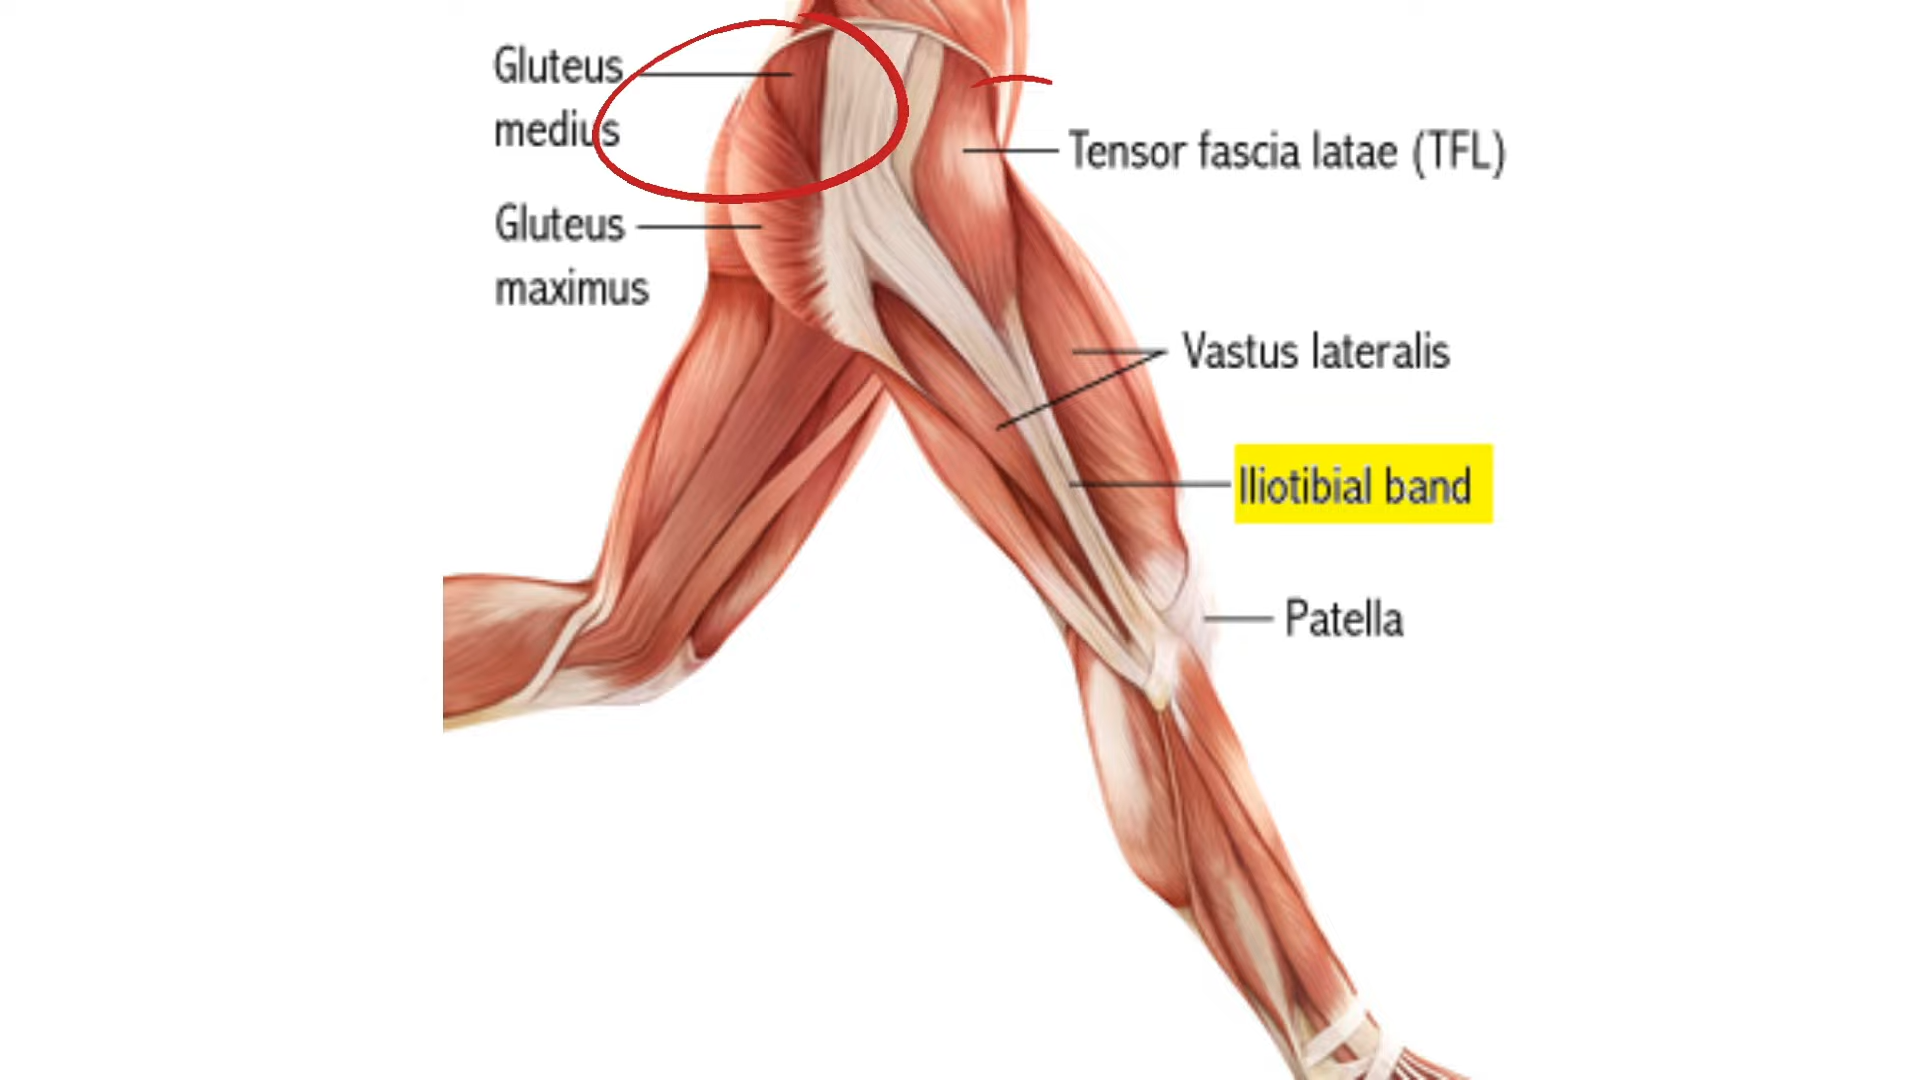 Gluteus
medius
Tensor fascia latae (TFL)
Gluteus
maximus
Vastus lateralis
Iliotibial band
Patella